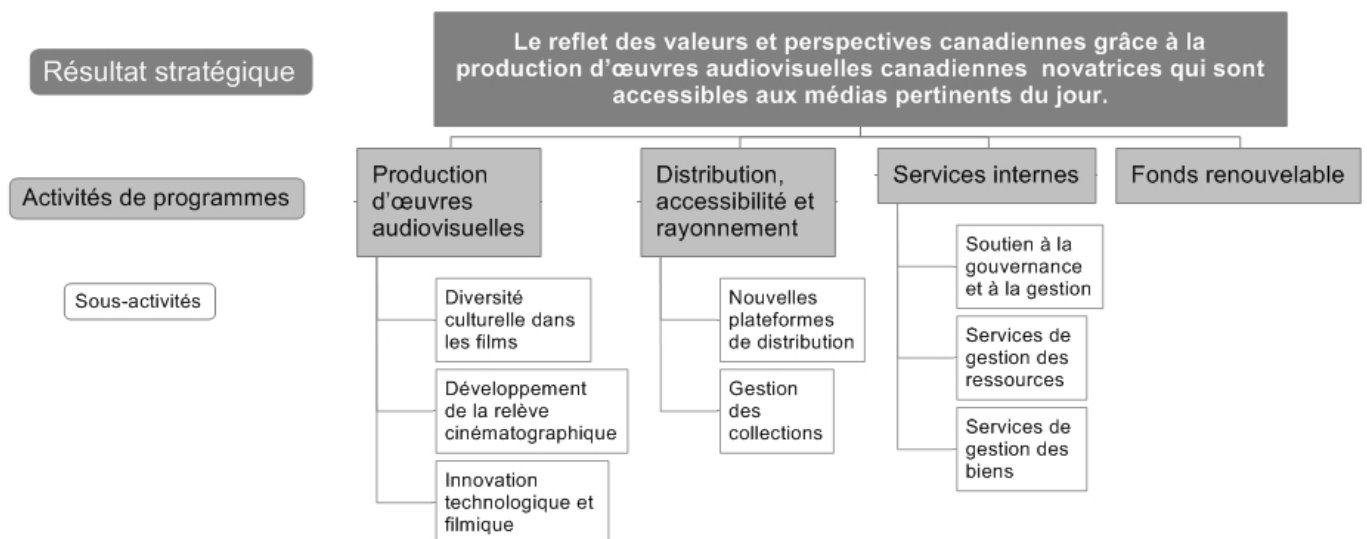 Résultat stratégique
Le reflet des valeurs et perspectives canadiennes grâce à la
production d'œuvres audiovisuelles canadiennes novatrices qui sont
accessibles aux médias pertinents du jour.
Activités de programmes
Production
d'œuvres
audiovisuelles
Distribution,
accessibilité et
rayonnement
Services internes
Fonds renouvelable
Sous-activités
Diversité
culturelle dans
les films
Développement
de la relève
cinématographique
Innovation
technologique et
filmique
Nouvelles
plateformes
de distribution
Gestion
des
collections
Soutien à la
gouvernance
et à la gestion
Services de
gestion des
ressources
Services de
gestion des
biens